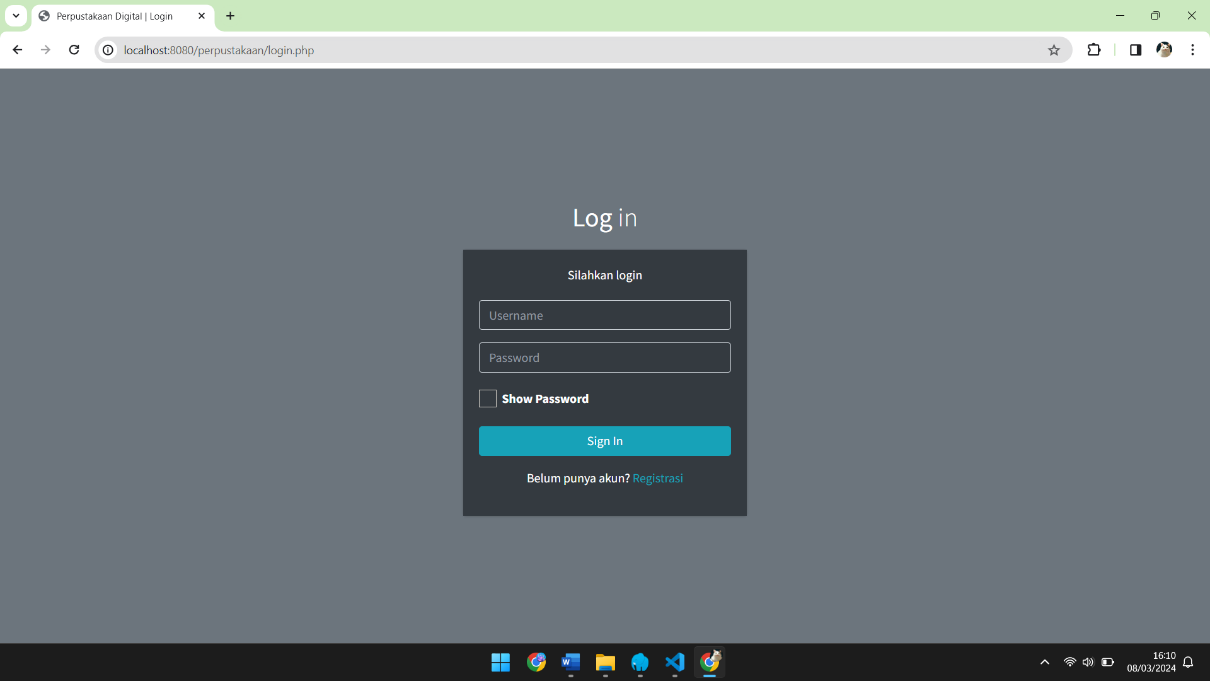 Perpustakaan Digital | Login
localhost:8080/perpustakaan/login.php
Log in
Silahkan login
Username
Password
Show Password
Sign In
Belum punya akun? Registrasi
16:10
08/03/2024